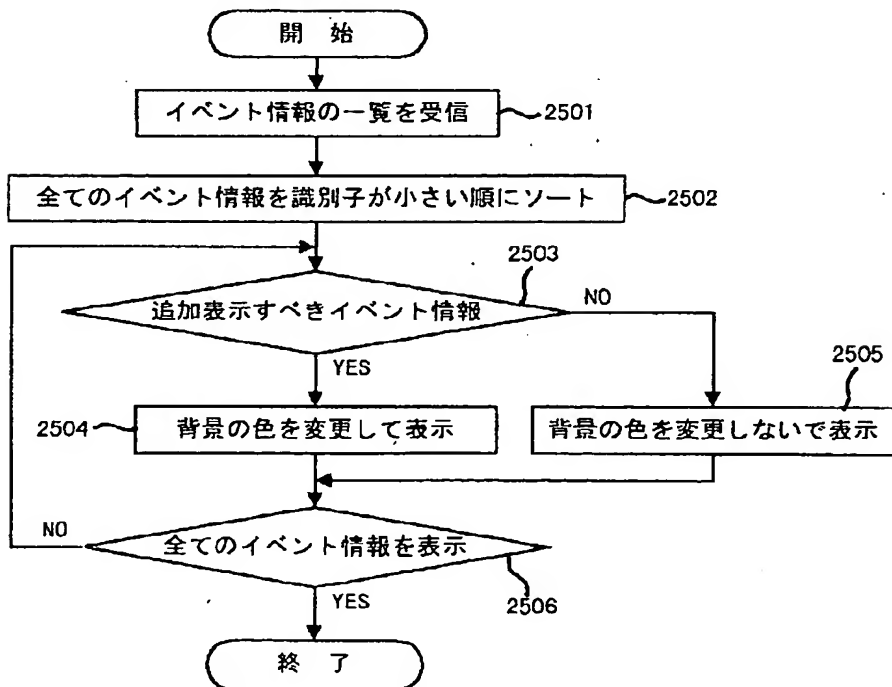 開 始
イベント情報の一覧を受信
2501
全てのイベント情報を識別子が小さい順にソート
2502
2503
追加表示すべきイベント情報
NO
YES
2505
2504
背景の色を変更して表示
背景の色を変更しないで表示
NO
全てのイベント情報を表示
2506
YES
終 了